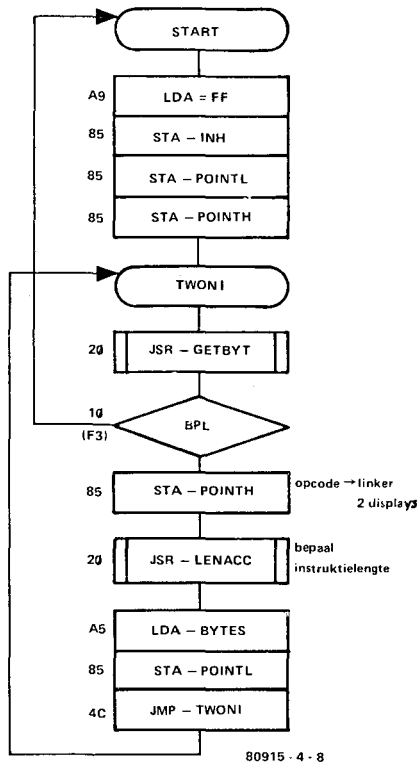 START
A9 LDA = FF
85 STA – INH
85 STA – POINTL
85 STA – POINTH
TWONI
20 JSR – GETBYT
10
(F3)
BPL
85 STA – POINTH
opcode → linker
2 displays
20 JSR – LENACC
bepaal
instruktielengte
A5 LDA – BYTES
85 STA – POINTL
4C JMP – TWONI
80915 - 4 - 8